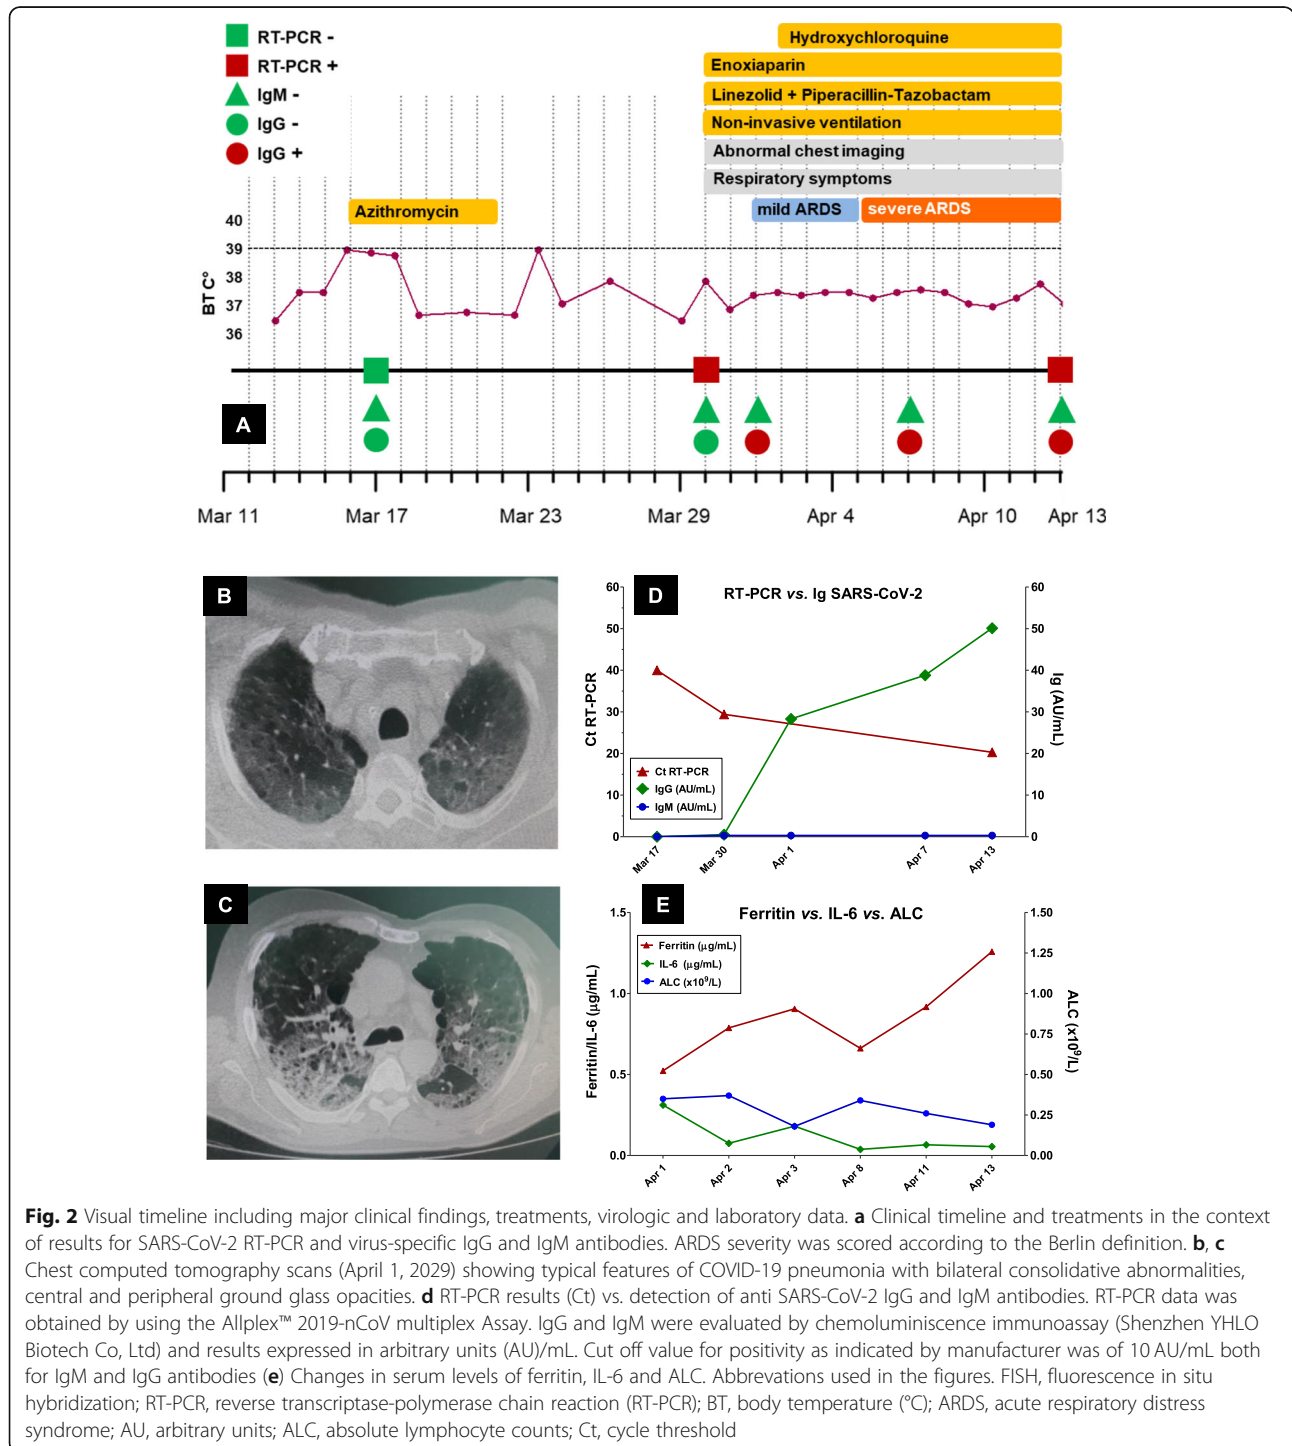 RT-PCR -
RT-PCR +
IgM -
IgG -
IgG +
Hydroxychloroquine
Enoxiaparin
Linezolid + Piperacillin-Tazobactam
Non-invasive ventilation
Abnormal chest imaging
Respiratory symptoms
Azithromycin
mild ARDS
severe ARDS
BT C°
40
39
38
37
36
A
Mar 11
Mar 17
Mar 23
Mar 29
Apr 4
Apr 10
Apr 13
B
C
D
RT-PCR vs. Ig SARS-CoV-2
Ct RT-PCR
60
50
40
30
20
10
0
Ct RT-PCR
IgG (AU/mL)
IgM (AU/mL)
60
50
40
30
20
10
0
Ig (AU/mL)
Mar 17
Mar 30
Apr 1
Apr 7
Apr 13
E
Ferritin vs. IL-6 vs. ALC
Ferritin/IL-6 (µg/mL)
1.5
1.0
0.5
0.0
Ferritin (µg/mL)
IL-6 (µg/mL)
ALC (x10⁹/L)
1.50
1.25
1.00
0.75
0.50
0.25
0.00
ALC (x10⁹/L)
Apr 1
Apr 2
Apr 3
Apr 8
Apr 11
Apr 13
Fig. 2 Visual timeline including major clinical findings, treatments, virologic and laboratory data. a Clinical timeline and treatments in the context
of results for SARS-CoV-2 RT-PCR and virus-specific IgG and IgM antibodies. ARDS severity was scored according to the Berlin definition. b, c
Chest computed tomography scans (April 1, 2029) showing typical features of COVID-19 pneumonia with bilateral consolidative abnormalities,
central and peripheral ground glass opacities. d RT-PCR results (Ct) vs. detection of anti SARS-CoV-2 IgG and IgM antibodies. RT-PCR data was
obtained by using the Allplex™ 2019-nCoV multiplex Assay. IgG and IgM were evaluated by chemoluminiscence immunoassay (Shenzhen YHLO
Biotech Co, Ltd) and results expressed in arbitrary units (AU)/mL. Cut off value for positivity as indicated by manufacturer was of 10 AU/mL both
for IgM and IgG antibodies (e) Changes in serum levels of ferritin, IL-6 and ALC. Abbrevations used in the figures. FISH, fluorescence in situ
hybridization; RT-PCR, reverse transcriptase-polymerase chain reaction (RT-PCR); BT, body temperature (°C); ARDS, acute respiratory distress
syndrome; AU, arbitrary units; ALC, absolute lymphocyte counts; Ct, cycle threshold